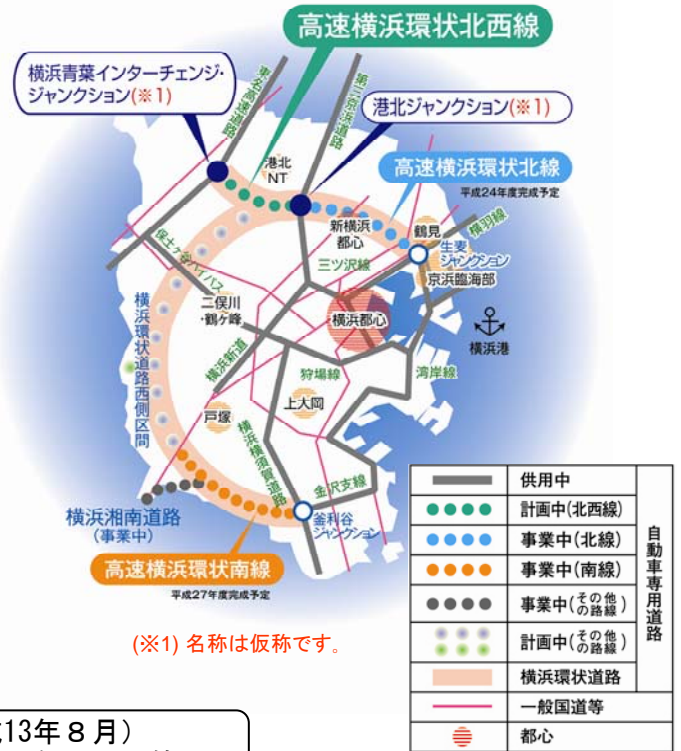 高速横浜環状北西線
横浜青葉インターチェンジ・
ジャンクション(※1)
東名高速道路
第三京浜道路
港北ジャンクション(※1)
港北
NT
高速横浜環状北線
平成24年度完成予定
新横浜
都心
鶴見
横羽線
生麦
ジャンクション
三ツ沢線
京浜臨海部
保土ヶ谷バイパス
二俣川
・鶴ヶ峰
横浜都心
横浜港
横浜環状道路西側区間
横浜新道
狩場線
湾岸線
戸塚
上大岡
横浜横須賀道路
金沢支線
横浜湘南道路
(事業中)
釜利谷
ジャンクション
高速横浜環状南線
平成27年度完成予定
(※1) 名称は仮称です。
供用中
計画中(北西線)
事業中(北線)
事業中(南線)
事業中(その他の路線)
計画中(その他の路線)
横浜環状道路
自動車専用道路
一般国道等
都心
13年８月)